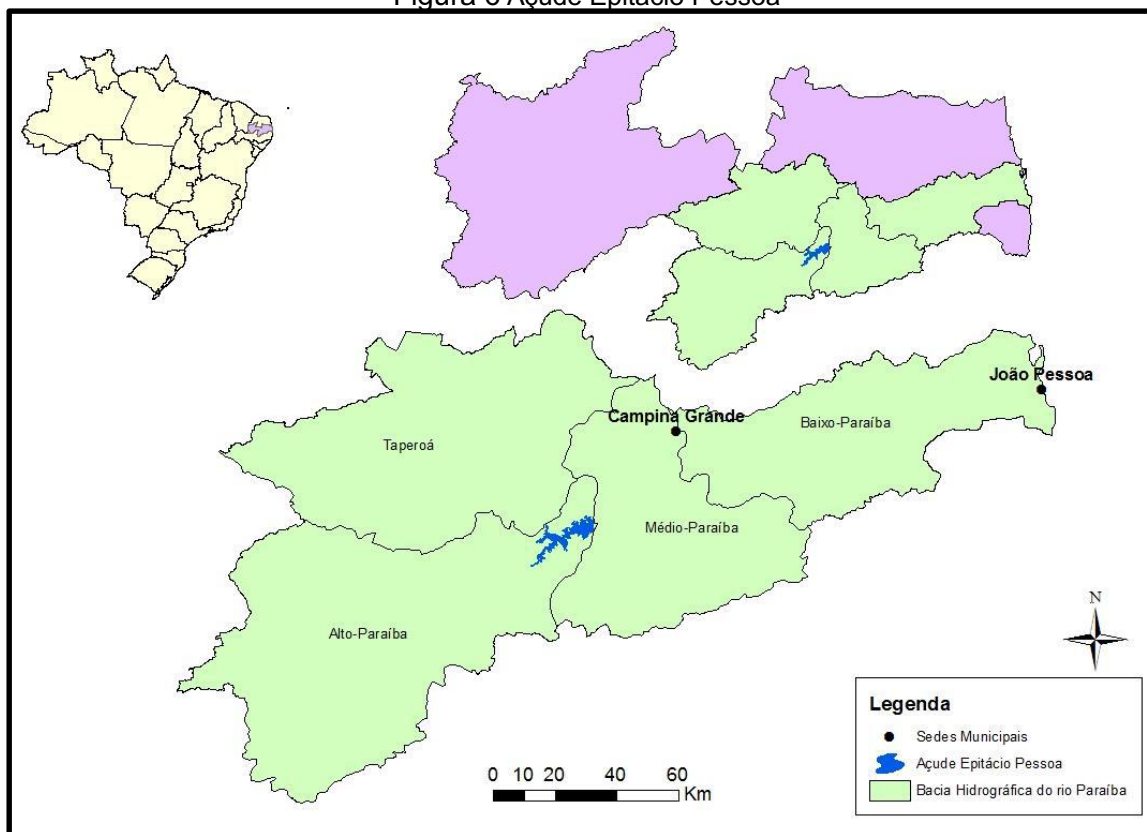 Figura 6 Açude Epitácio Pessoa
João Pessoa
Campina Grande
Baixo-Paraíba
Taperoá
Médio-Paraíba
Alto-Paraíba
N
Legenda
Sedes Municipais
Açude Epitácio Pessoa
Bacia Hidrográfica do rio Paraíba
0 10 20 40 60
Km